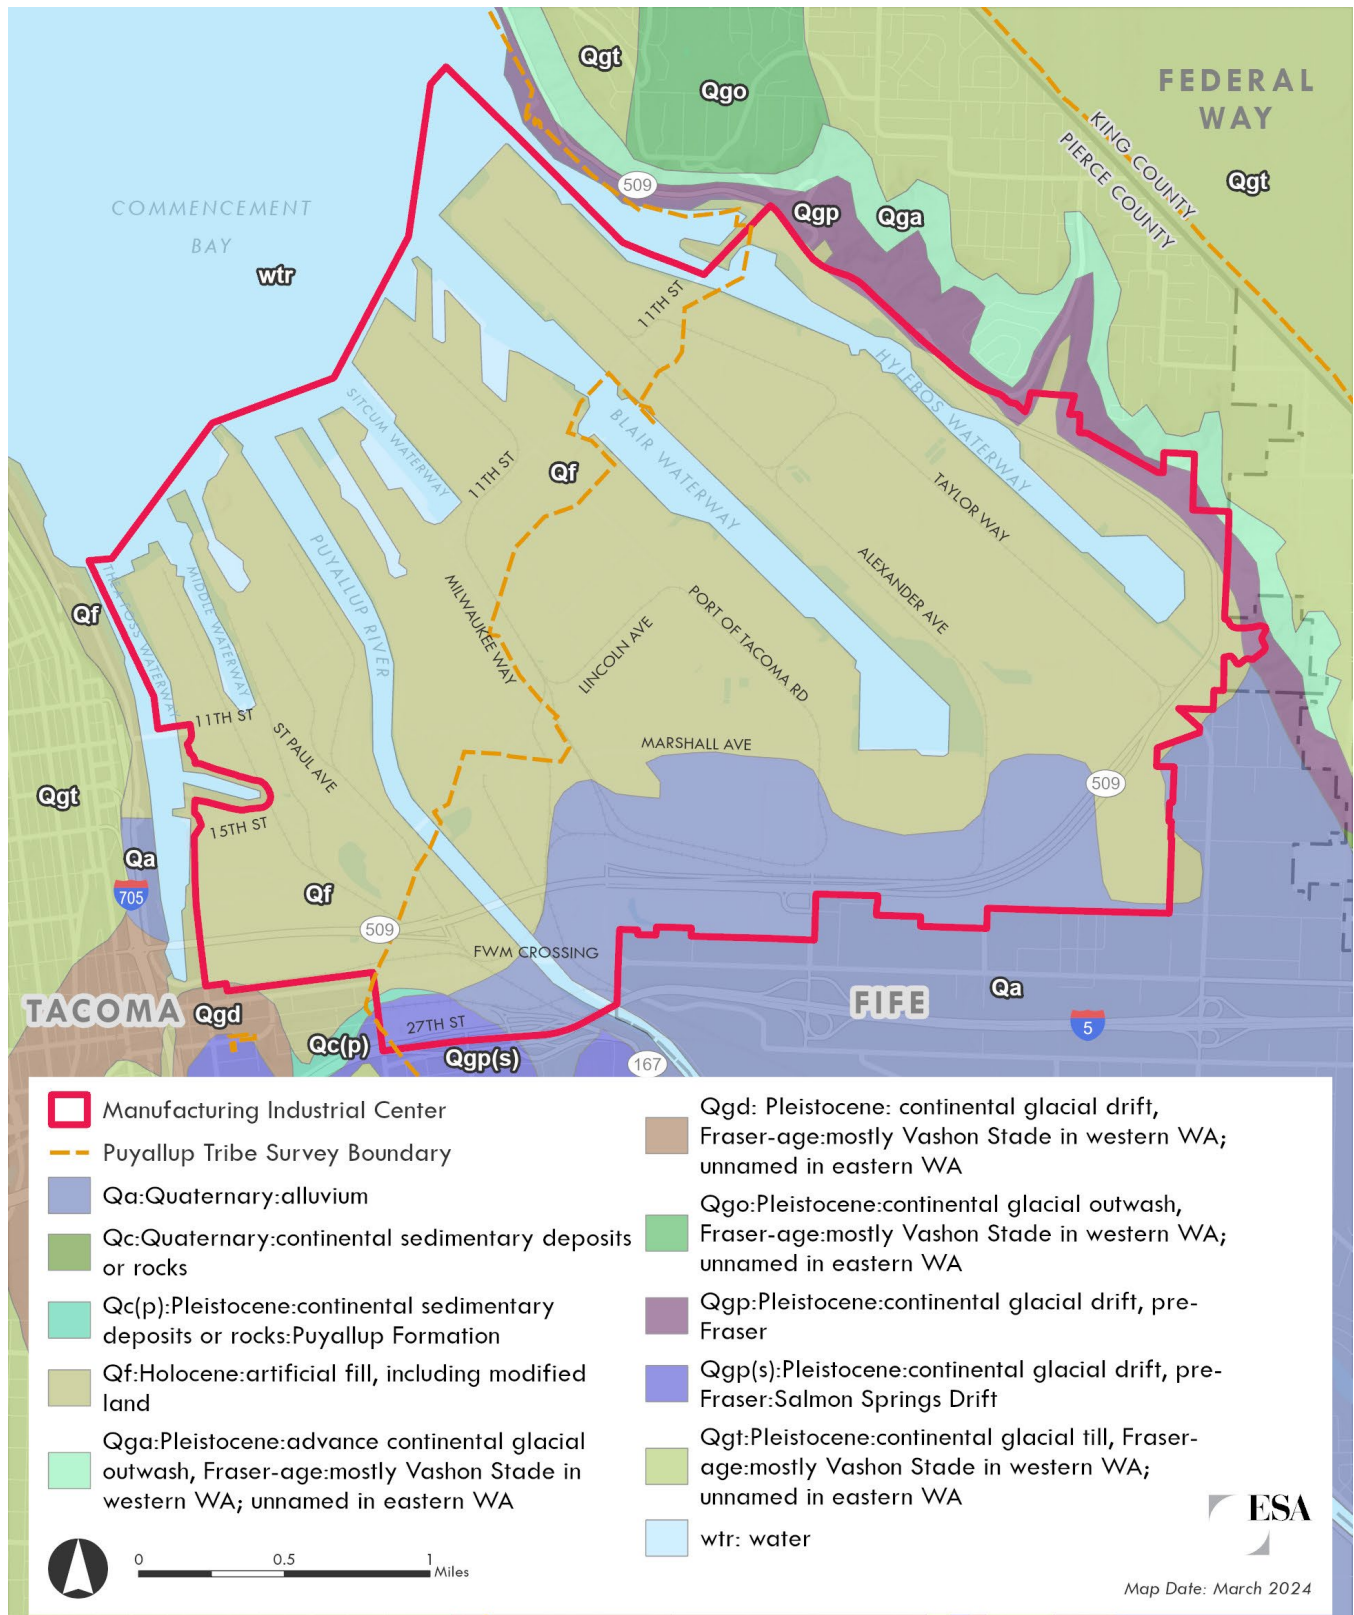 Qgt
Qgo
FEDERAL
WAY
KING COUNTY
PIERCE COUNTY
Qgt
509
COMMENCEMENT
BAY
wtr
Qgp
Qga
11TH ST
HYLEBOS WATERWAY
SITCUM WATERWAY
BLAIR WATERWAY
11TH ST
Qf
TAYLOR WAY
PUYALLUP RIVER
ALEXANDER AVE
THEA FOSS WATERWAY
MIDDLE WATERWAY
MILWAUKEE WAY
PORT OF TACOMA RD
LINCOLN AVE
Qf
11TH ST
ST PAUL AVE
MARSHALL AVE
509
Qgt
15TH ST
Qa
705
Qf
509
FWM CROSSING
TACOMA
Qgd
FIFE
Qa
5
27TH ST
Qc(p)
Qgp(s)
167
Manufacturing Industrial Center
Puyallup Tribe Survey Boundary
Qa:Quaternary:alluvium
Qc:Quaternary:continental sedimentary deposits
or rocks
Qc(p):Pleistocene:continental sedimentary
deposits or rocks:Puyallup Formation
Qf:Holocene:artificial fill, including modified
land
Qga:Pleistocene:advance continental glacial
outwash, Fraser-age:mostly Vashon Stade in
western WA; unnamed in eastern WA
Qgd: Pleistocene: continental glacial drift,
Fraser-age:mostly Vashon Stade in western WA;
unnamed in eastern WA
Qgo:Pleistocene:continental glacial outwash,
Fraser-age:mostly Vashon Stade in western WA;
unnamed in eastern WA
Qgp:Pleistocene:continental glacial drift, pre-
Fraser
Qgp(s):Pleistocene:continental glacial drift, pre-
Fraser:Salmon Springs Drift
Qgt:Pleistocene:continental glacial till, Fraser-
age:mostly Vashon Stade in western WA;
unnamed in eastern WA
wtr: water
0 0.5 1
Miles
ESA
Map Date: March 2024